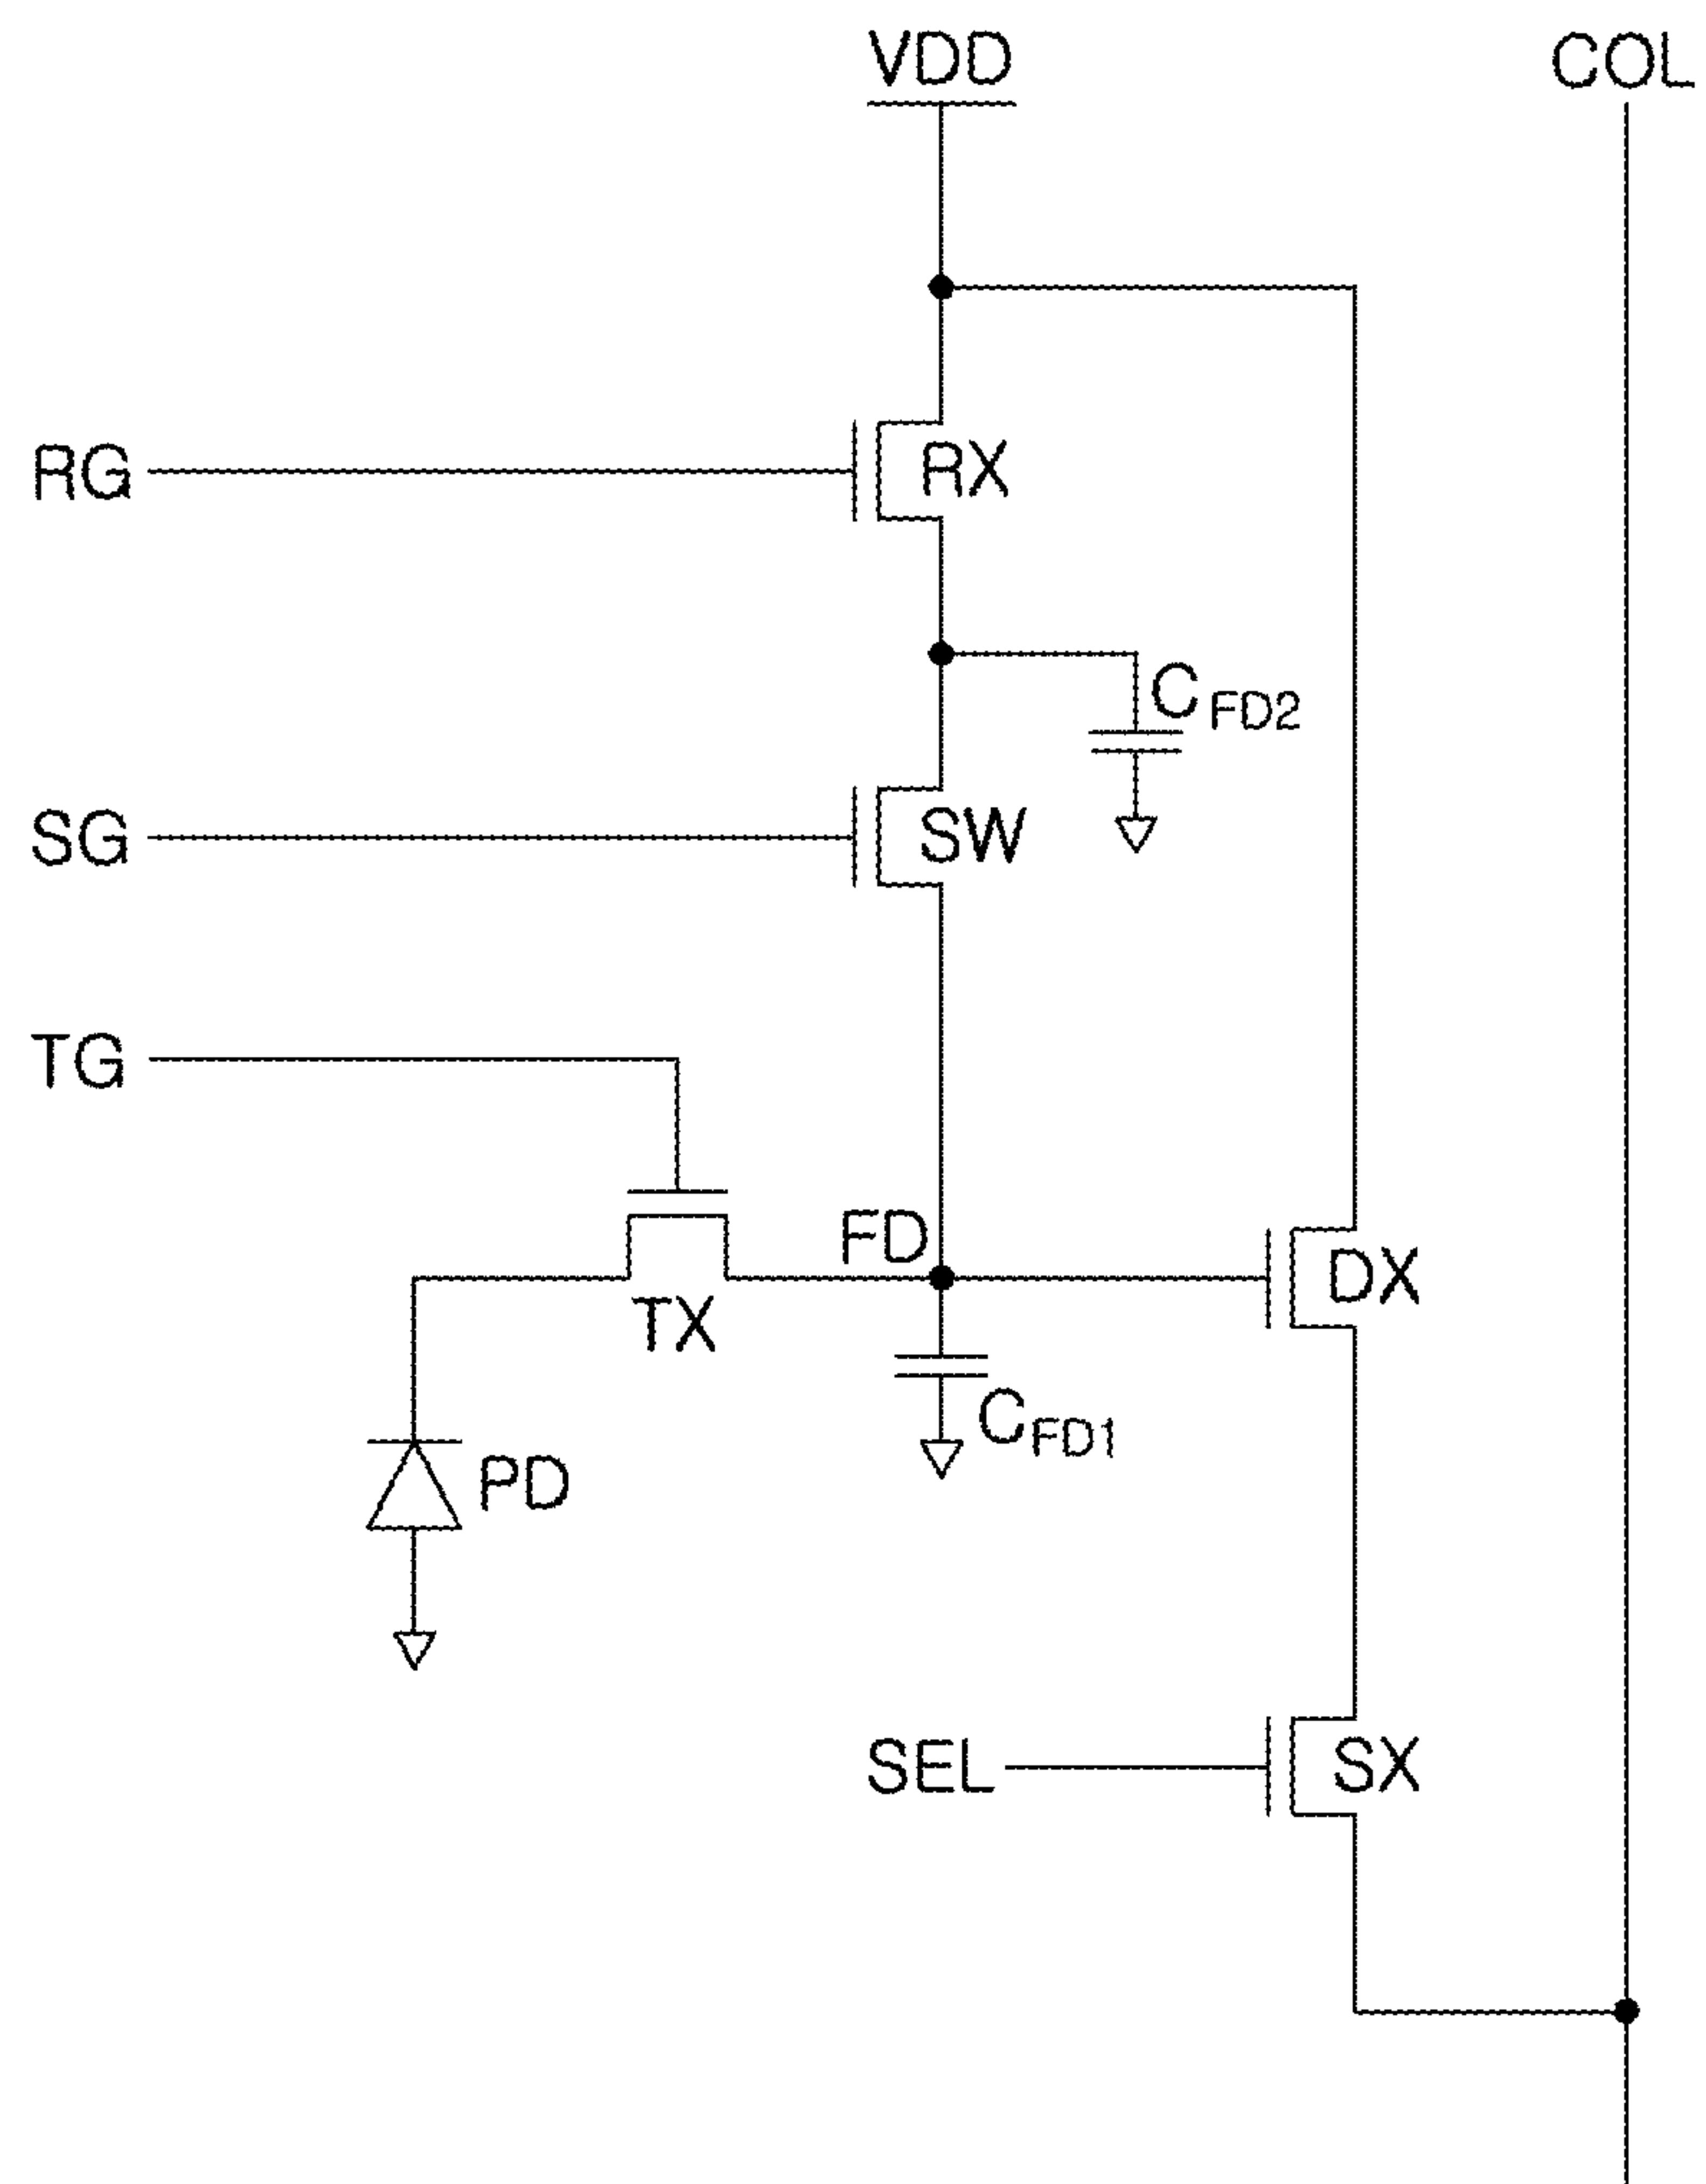 VDD
COL
RG
RX
CFD2
SG
SW
TG
FD
DX
TX
CFD1
PD
SEL
SX